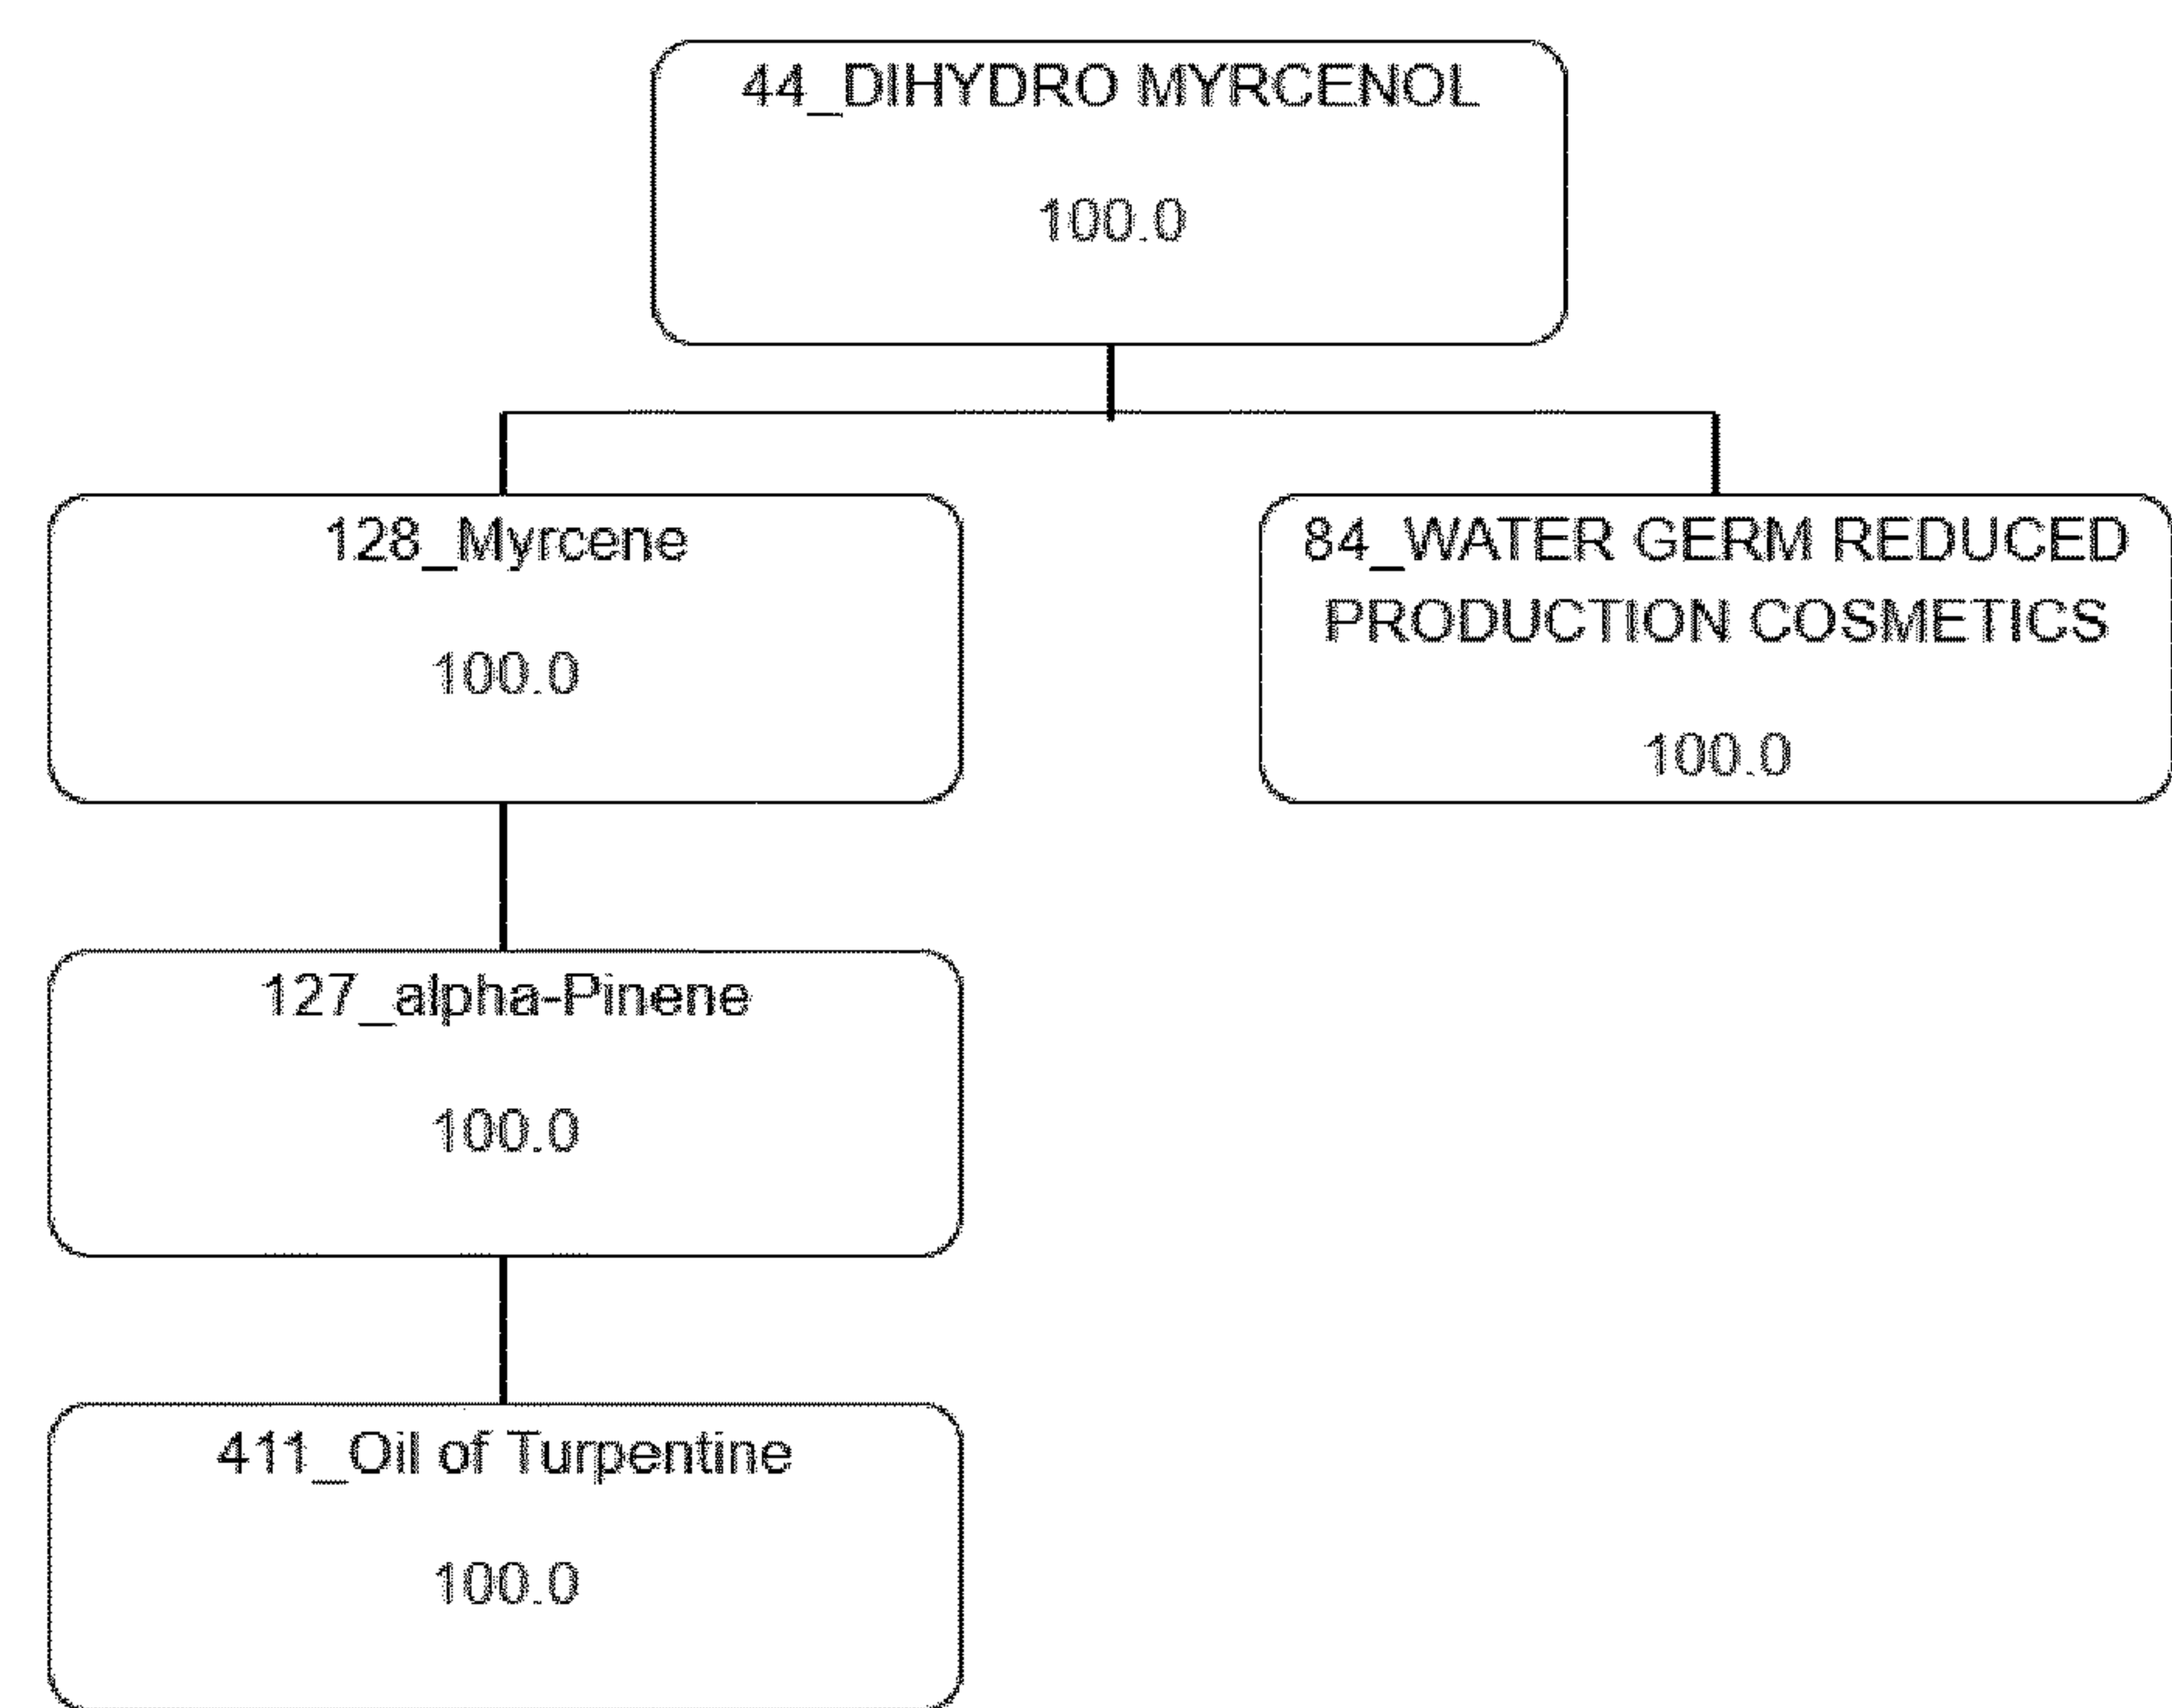 44_DIHYDRO MYRCENOL
100.0
128_Myrcene
100.0
84_WATER GERM REDUCED
PRODUCTION COSMETICS
100.0
127_alpha-Pinene
100.0
411_Oil of Turpentine
100.0